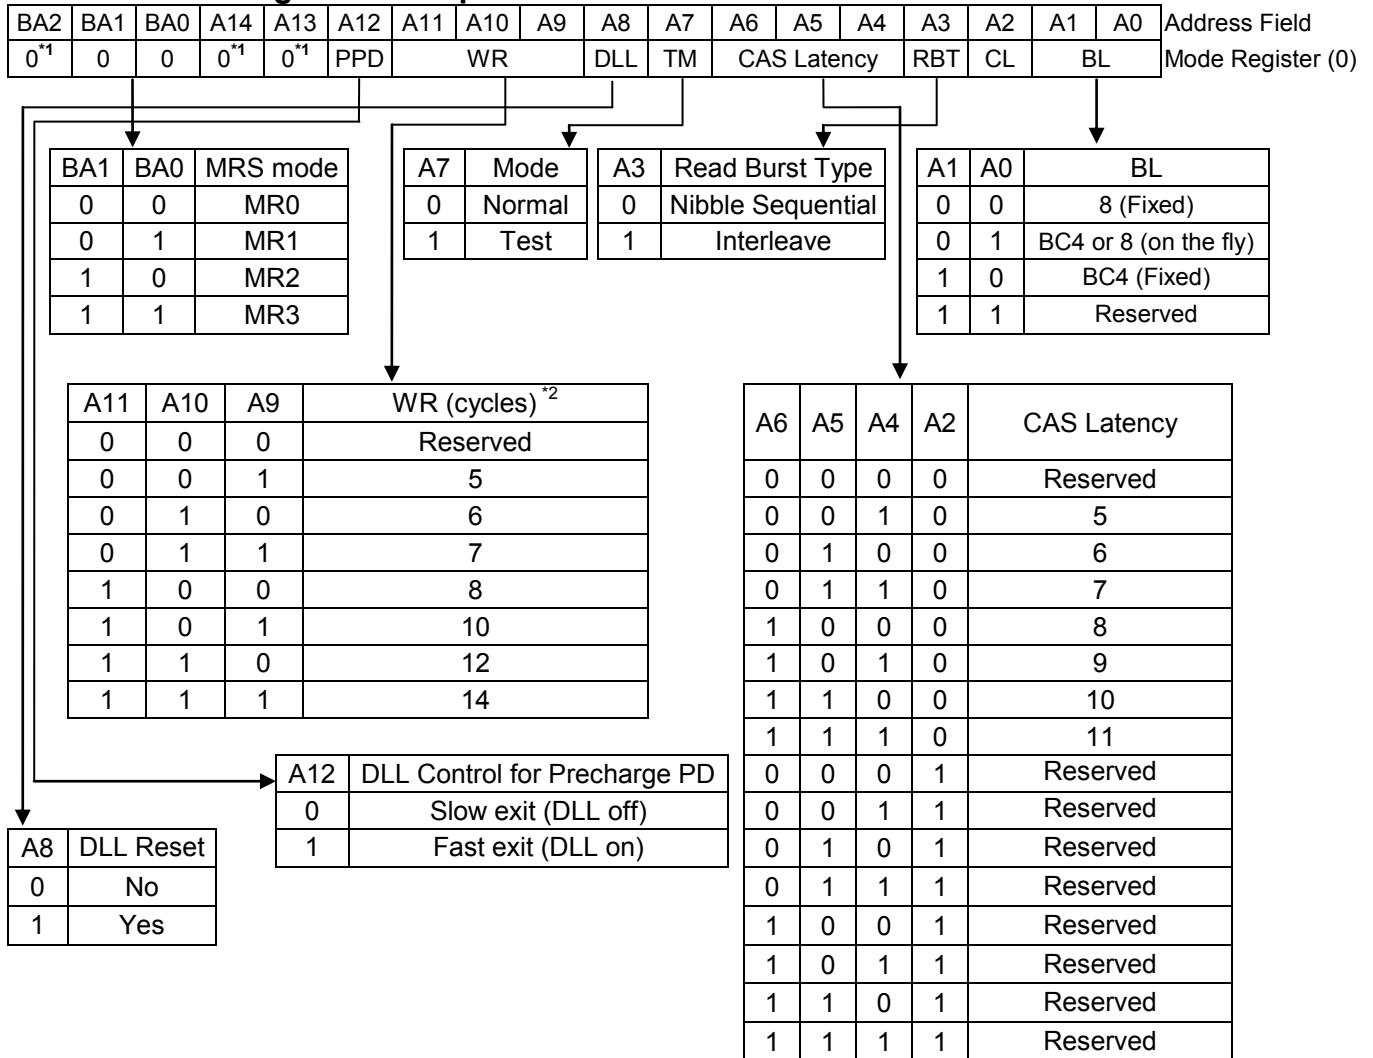 BA2 BA1 BA0 A14 A13 A12 A11 A10 A9 A8 A7 A6 A5 A4 A3 A2 A1 A0 Address Field
0*1 0 0 0*1 0*1 PPD WR DLL TM CAS Latency RBT CL BL Mode Register (0)
BA1 BA0 MRS mode
0 0 MR0
0 1 MR1
1 0 MR2
1 1 MR3
A7 Mode
0 Normal
1 Test
A3 Read Burst Type
0 Nibble Sequential
1 Interleave
A1 A0 BL
0 0 8 (Fixed)
0 1 BC4 or 8 (on the fly)
1 0 BC4 (Fixed)
1 1 Reserved
A11 A10 A9 WR (cycles) *2
0 0 0 Reserved
0 0 1 5
0 1 0 6
0 1 1 7
1 0 0 8
1 0 1 10
1 1 0 12
1 1 1 14
A6 A5 A4 A2 CAS Latency
0 0 0 0 Reserved
0 0 1 0 5
0 1 0 0 6
0 1 1 0 7
1 0 0 0 8
1 0 1 0 9
1 1 0 0 10
1 1 1 0 11
0 0 0 1 Reserved
0 0 1 1 Reserved
0 1 0 1 Reserved
0 1 1 1 Reserved
1 0 0 1 Reserved
1 0 1 1 Reserved
1 1 0 1 Reserved
1 1 1 1 Reserved
A12 DLL Control for Precharge PD
0 Slow exit (DLL off)
1 Fast exit (DLL on)
A8 DLL Reset
0 No
1 Yes